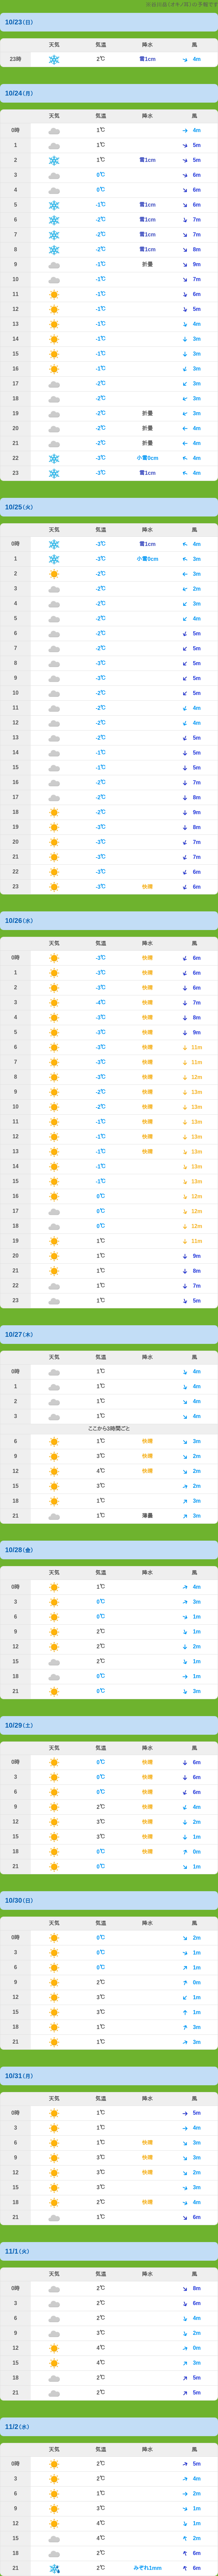 10/23(日)
天気 気温 降水 風
23時 2℃ 雪1cm 4m
10/24(月)
天気 気温 降水 風
0時 1℃ 4m
1 1℃ 5m
2 1℃ 雪1cm 5m
3 0℃ 6m
4 0℃ 6m
5 -1℃ 雪1cm 6m
6 -2℃ 雪1cm 7m
7 -2℃ 雪1cm 7m
8 -2℃ 雪1cm 8m
9 -1℃ 折曇 9m
10 -1℃ 7m
11 -1℃ 6m
12 -1℃ 5m
13 -1℃ 4m
14 -1℃ 3m
15 -1℃ 3m
16 -1℃ 3m
17 -2℃ 3m
18 -2℃ 3m
19 -2℃ 折曇 3m
20 -2℃ 折曇 4m
21 -2℃ 折曇 4m
22 -3℃ 小雪0cm 4m
23 -3℃ 雪1cm 4m
10/25(火)
天気 気温 降水 風
0時 -3℃ 雪1cm 4m
1 -3℃ 小雪0cm 3m
2 -2℃ 3m
3 -2℃ 2m
4 -2℃ 3m
5 -2℃ 4m
6 -2℃ 5m
7 -2℃ 5m
8 -3℃ 5m
9 -3℃ 5m
10 -2℃ 5m
11 -2℃ 4m
12 -2℃ 4m
13 -2℃ 5m
14 -1℃ 5m
15 -1℃ 5m
16 -2℃ 7m
17 -2℃ 8m
18 -2℃ 9m
19 -3℃ 8m
20 -3℃ 7m
21 -3℃ 7m
22 -3℃ 6m
23 -3℃ 快晴 6m
10/26(水)
天気 気温 降水 風
0時 -3℃ 快晴 6m
1 -3℃ 快晴 6m
2 -3℃ 快晴 6m
3 -4℃ 快晴 7m
4 -3℃ 快晴 8m
5 -3℃ 快晴 9m
6 -3℃ 快晴 11m
7 -3℃ 快晴 11m
8 -3℃ 快晴 12m
9 -2℃ 快晴 13m
10 -2℃ 快晴 13m
11 -1℃ 快晴 13m
12 -1℃ 快晴 13m
13 -1℃ 快晴 13m
14 -1℃ 13m
15 -1℃ 13m
16 0℃ 12m
17 0℃ 12m
18 0℃ 12m
19 1℃ 11m
20 1℃ 9m
21 1℃ 8m
22 1℃ 7m
23 1℃ 5m
10/27(木)
天気 気温 降水 風
0時 1℃ 4m
1 1℃ 4m
2 1℃ 4m
3 1℃ 4m
ここから3時間ごと
6 1℃ 快晴 3m
9 3℃ 快晴 2m
12 4℃ 快晴 2m
15 3℃ 2m
18 1℃ 3m
21 1℃ 薄曇 3m
10/28(金)
天気 気温 降水 風
0時 1℃ 4m
3 0℃ 3m
6 0℃ 1m
9 2℃ 1m
12 2℃ 2m
15 2℃ 1m
18 0℃ 1m
21 0℃ 3m
10/29(土)
天気 気温 降水 風
0時 0℃ 快晴 6m
3 0℃ 快晴 6m
6 0℃ 快晴 6m
9 2℃ 快晴 4m
12 3℃ 快晴 2m
15 3℃ 快晴 1m
18 0℃ 快晴 0m
21 0℃ 1m
10/30(日)
天気 気温 降水 風
0時 0℃ 2m
3 0℃ 1m
6 0℃ 1m
9 2℃ 0m
12 3℃ 1m
15 3℃ 1m
18 1℃ 3m
21 1℃ 3m
10/31(月)
天気 気温 降水 風
0時 1℃ 5m
3 1℃ 4m
6 1℃ 快晴 3m
9 3℃ 快晴 3m
12 3℃ 快晴 2m
15 3℃ 3m
18 2℃ 快晴 4m
21 1℃ 6m
11/1(火)
天気 気温 降水 風
0時 2℃ 8m
3 2℃ 6m
6 2℃ 4m
9 3℃ 2m
12 4℃ 0m
15 4℃ 3m
18 2℃ 5m
21 2℃ 5m
11/2(水)
天気 気温 降水 風
0時 2℃ 5m
3 2℃ 4m
6 1℃ 2m
9 3℃ 1m
12 4℃ 1m
15 4℃ 2m
18 2℃ 6m
21 2℃ みぞれ1mm 6m